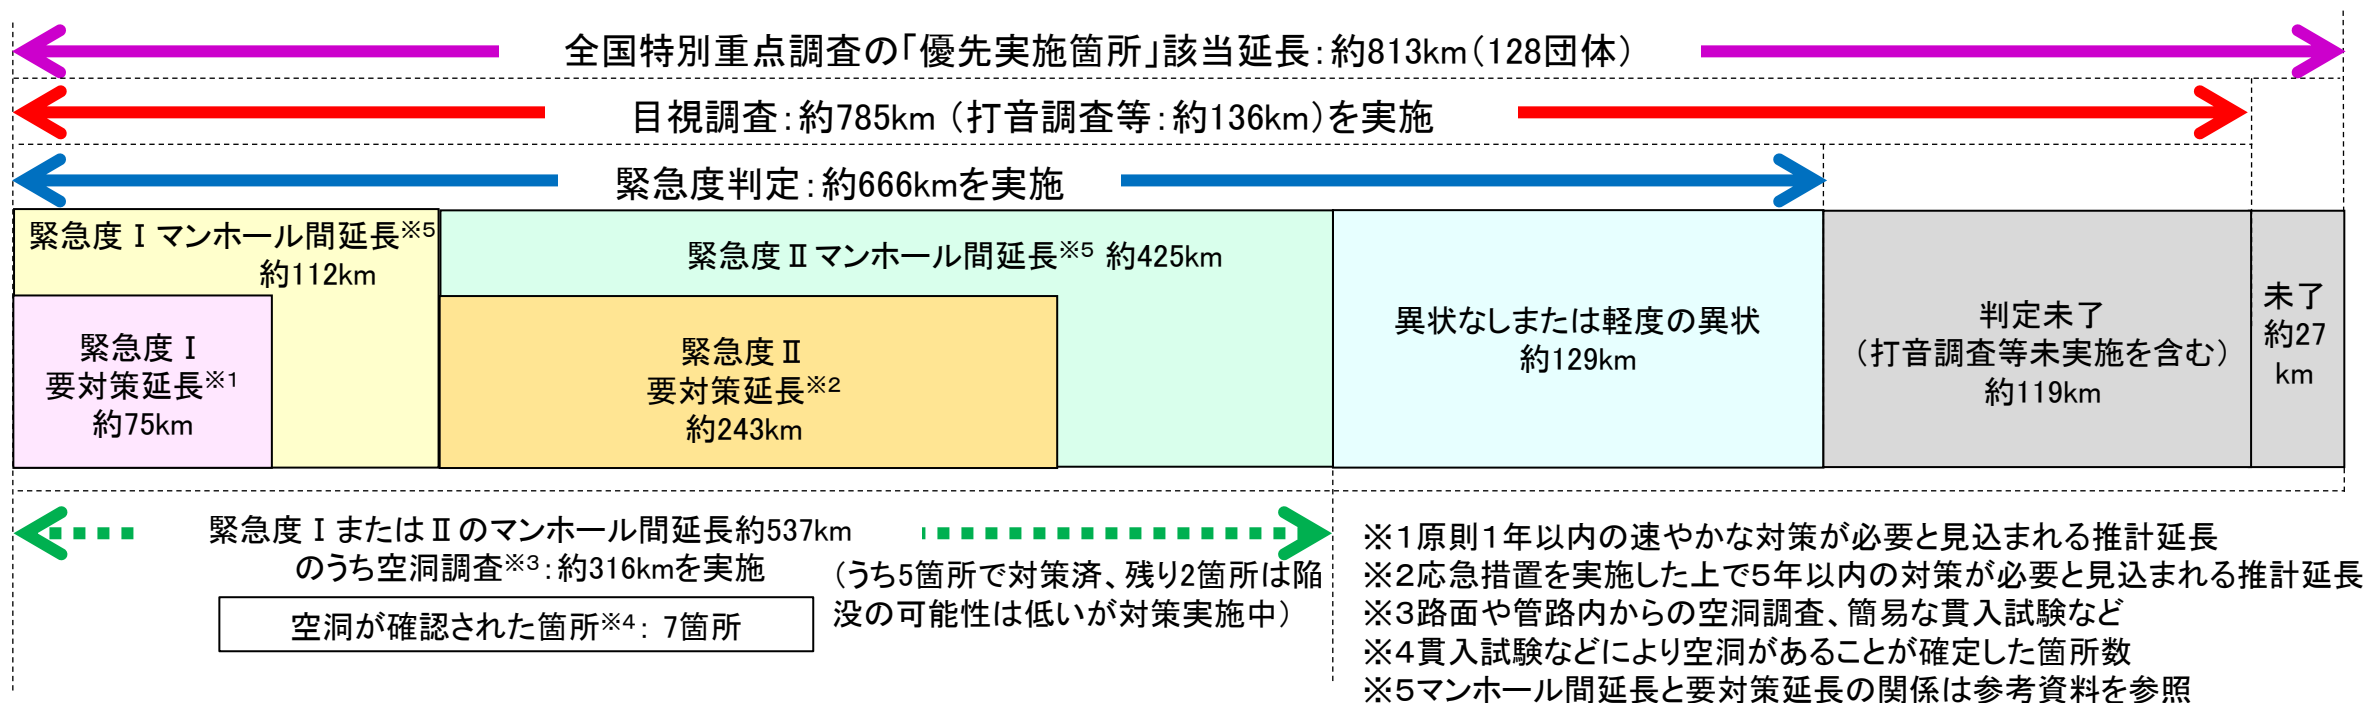 全国特別重点調査の「優先実施箇所」該当延長：約813km（128団体）
目視調査：約785km（打音調査等：約136km）を実施
緊急度判定：約666kmを実施
緊急度Ⅰマンホール間延長※5
約112km
緊急度Ⅰ
要対策延長※1
約75km
緊急度Ⅱマンホール間延長※5 約425km
緊急度Ⅱ
要対策延長※2
約243km
異状なしまたは軽度の異状
約129km
判定未了
（打音調査等未実施を含む）
約119km
未了
約27
km
緊急度ⅠまたはⅡのマンホール間延長約537km
のうち空洞調査※3：約316kmを実施
空洞が確認された箇所※4：7箇所
（うち5箇所で対策済、残り2箇所は陥
没の可能性は低いが対策実施中）
※１原則１年以内の速やかな対策が必要と見込まれる推計延長
※２応急措置を実施した上で５年以内の対策が必要と見込まれる推計延長
※３路面や管路内からの空洞調査、簡易な貫入試験など
※４貫入試験などにより空洞があることが確定した箇所数
※５マンホール間延長と要対策延長の関係は参考資料を参照